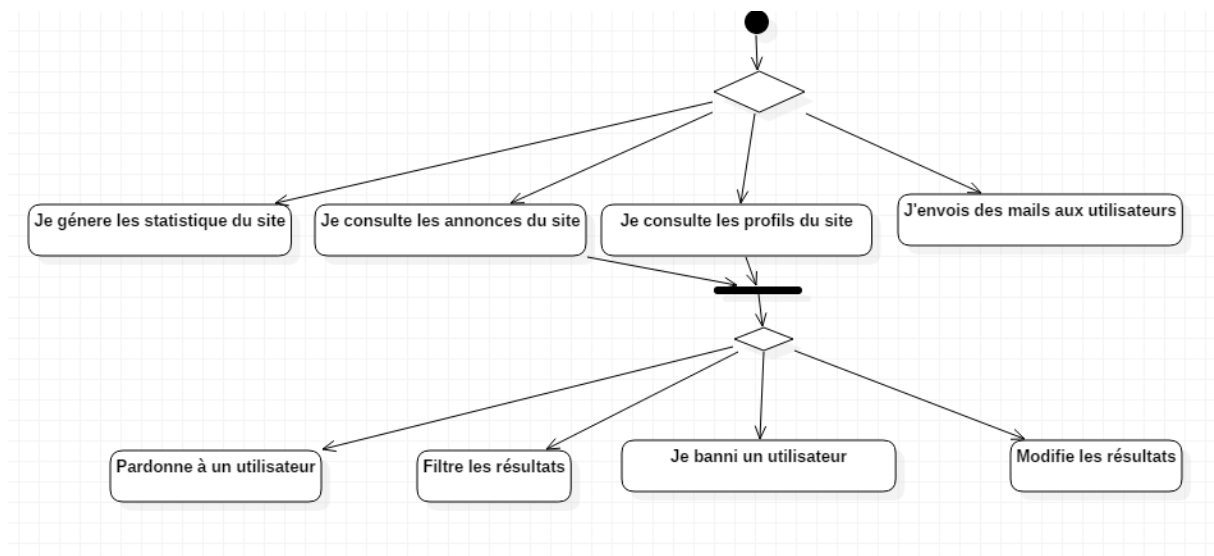 Je génere les statistique du site
Je consulte les annonces du site
Je consulte les profils du site
J'envois des mails aux utilisateurs
Pardonne à un utilisateur
Filtre les résultats
Je banni un utilisateur
Modifie les résultats